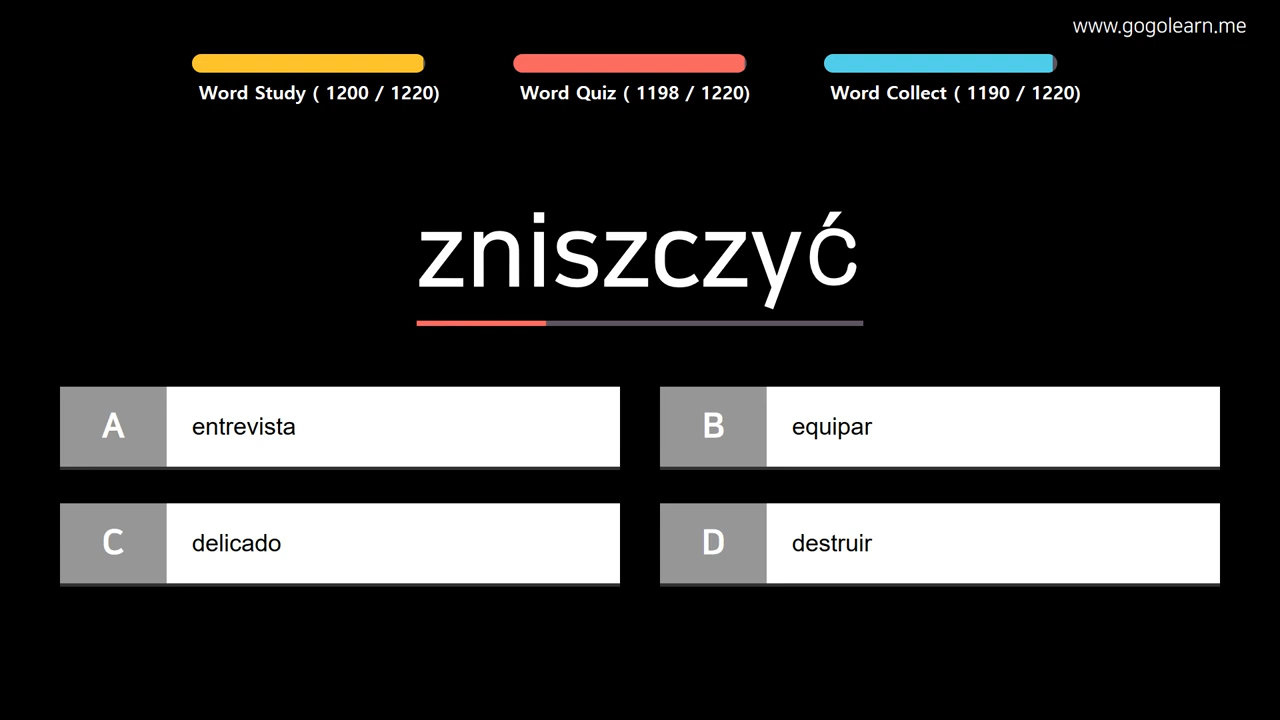 www.gogolearn.me
Word Study ( 1200 / 1220)
Word Quiz ( 1198 / 1220)
Word Collect ( 1190 / 1220)
zniszczyć
A entrevista
B equipar
C delicado
D destruir